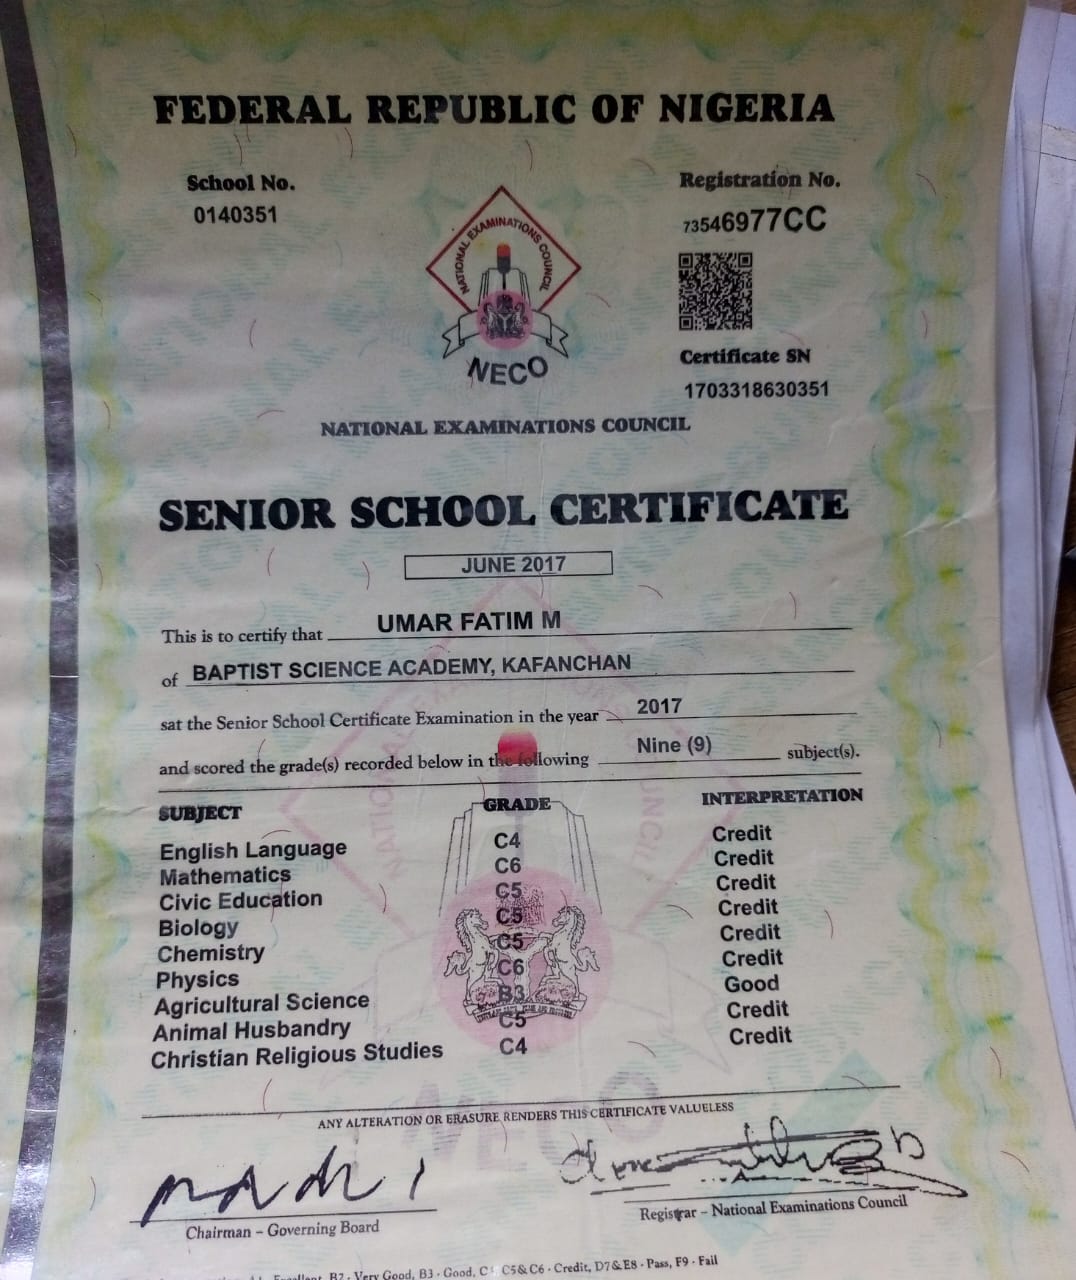 FEDERAL REPUBLIC OF NIGERIA
School No.
0140351
Registration No.
73546977CC
NATIONAL EXAMINATIONS COUNCIL
NECO
Certificate SN
1703318630351
NATIONAL EXAMINATIONS COUNCIL
SENIOR SCHOOL CERTIFICATE
JUNE 2017
This is to certify that UMAR FATIM M
of BAPTIST SCIENCE ACADEMY, KAFANCHAN
sat the Senior School Certificate Examination in the year 2017
and scored the grade(s) recorded below in the following Nine (9) subject(s).
SUBJECT GRADE INTERPRETATION
English Language C4 Credit
Mathematics C6 Credit
Civic Education C5 Credit
Biology C5 Credit
Chemistry C5 Credit
Physics C6 Credit
Agricultural Science B3 Good
Animal Husbandry C5 Credit
Christian Religious Studies C4 Credit
NECO
ANY ALTERATION OR ERASURE RENDERS THIS CERTIFICATE VALUELESS
Chairman - Governing Board
Registrar - National Examinations Council
Excellent, B2 - Very Good, B3 - Good, C5 & C6 - Credit, D7 & E8 - Pass, F9 - Fail